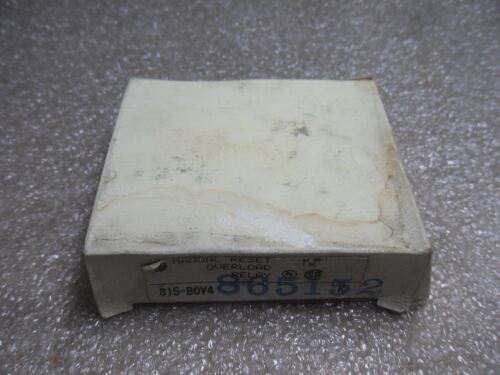 MANUAL RESET
OVERLOAD
RELAY
815-B0V4
865152